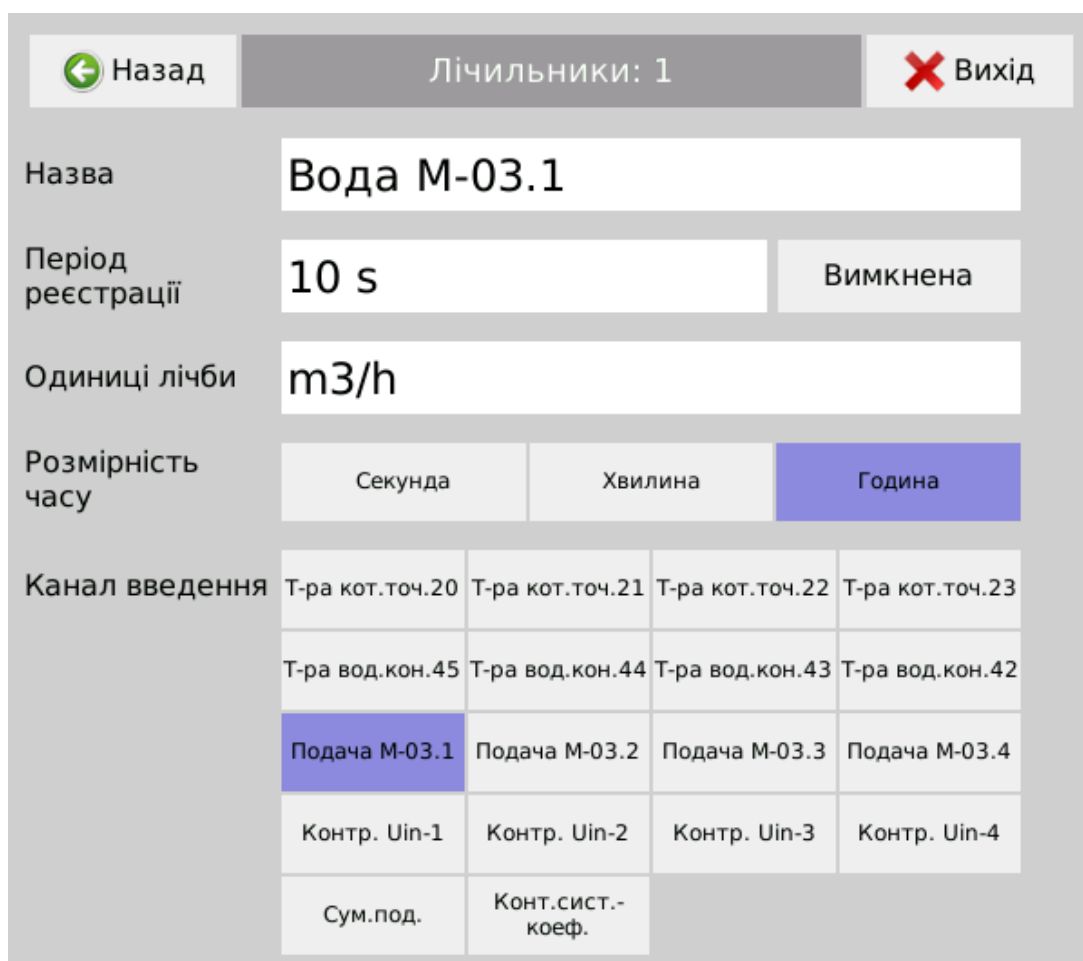 Назад Лічильники: 1 Вихід
Назва Вода М-03.1
Період
реєстрації 10 s Вимкнена
Одиниці лічби m3/h
Розмірність
часу Секунда Хвилина Година
Канал введення Т-ра кот.точ.20 Т-ра кот.точ.21 Т-ра кот.точ.22 Т-ра кот.точ.23
Т-ра вод.кон.45 Т-ра вод.кон.44 Т-ра вод.кон.43 Т-ра вод.кон.42
Подача М-03.1 Подача М-03.2 Подача М-03.3 Подача М-03.4
Контр. Uin-1 Контр. Uin-2 Контр. Uin-3 Контр. Uin-4
Сум.под. Конт.сист.-
коеф.